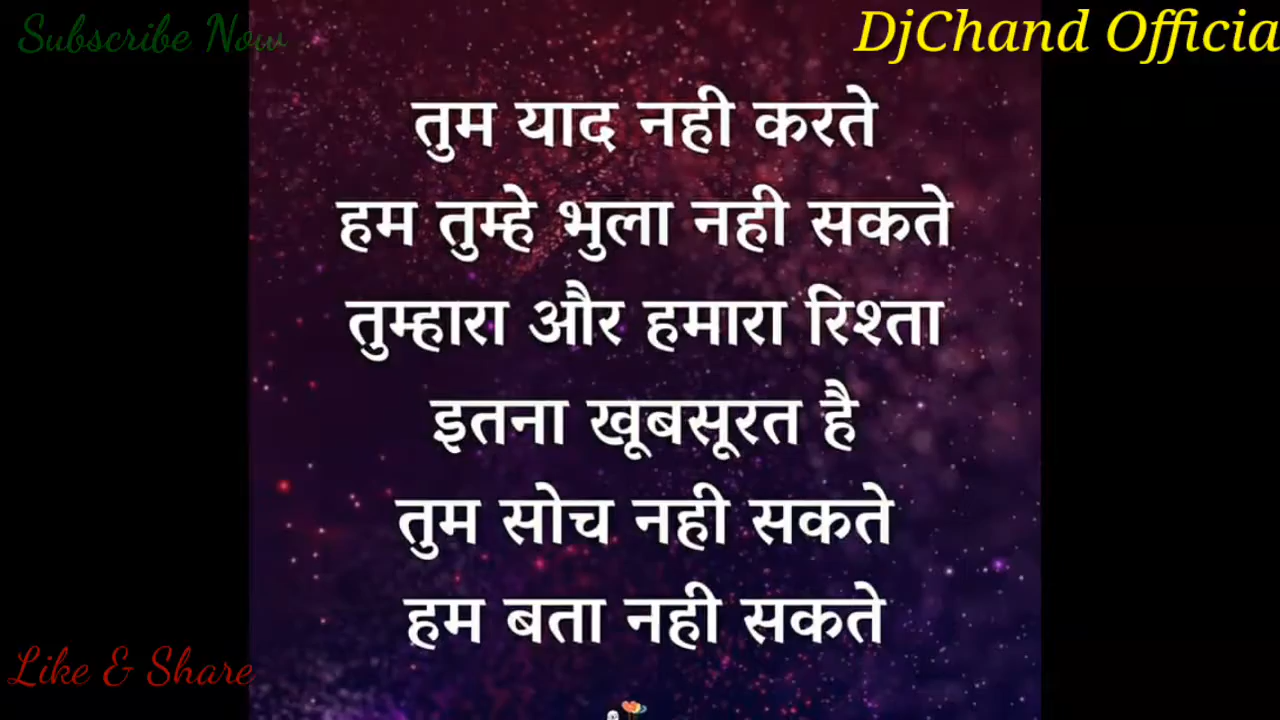 Subscribe Now
DjChand Officia
तुम याद नही करते
हम तुम्हे भुला नही सकते
तुम्हारा और हमारा रिश्ता
इतना खूबसूरत है
तुम सोच नही सकते
हम बता नही सकते
Like & Share